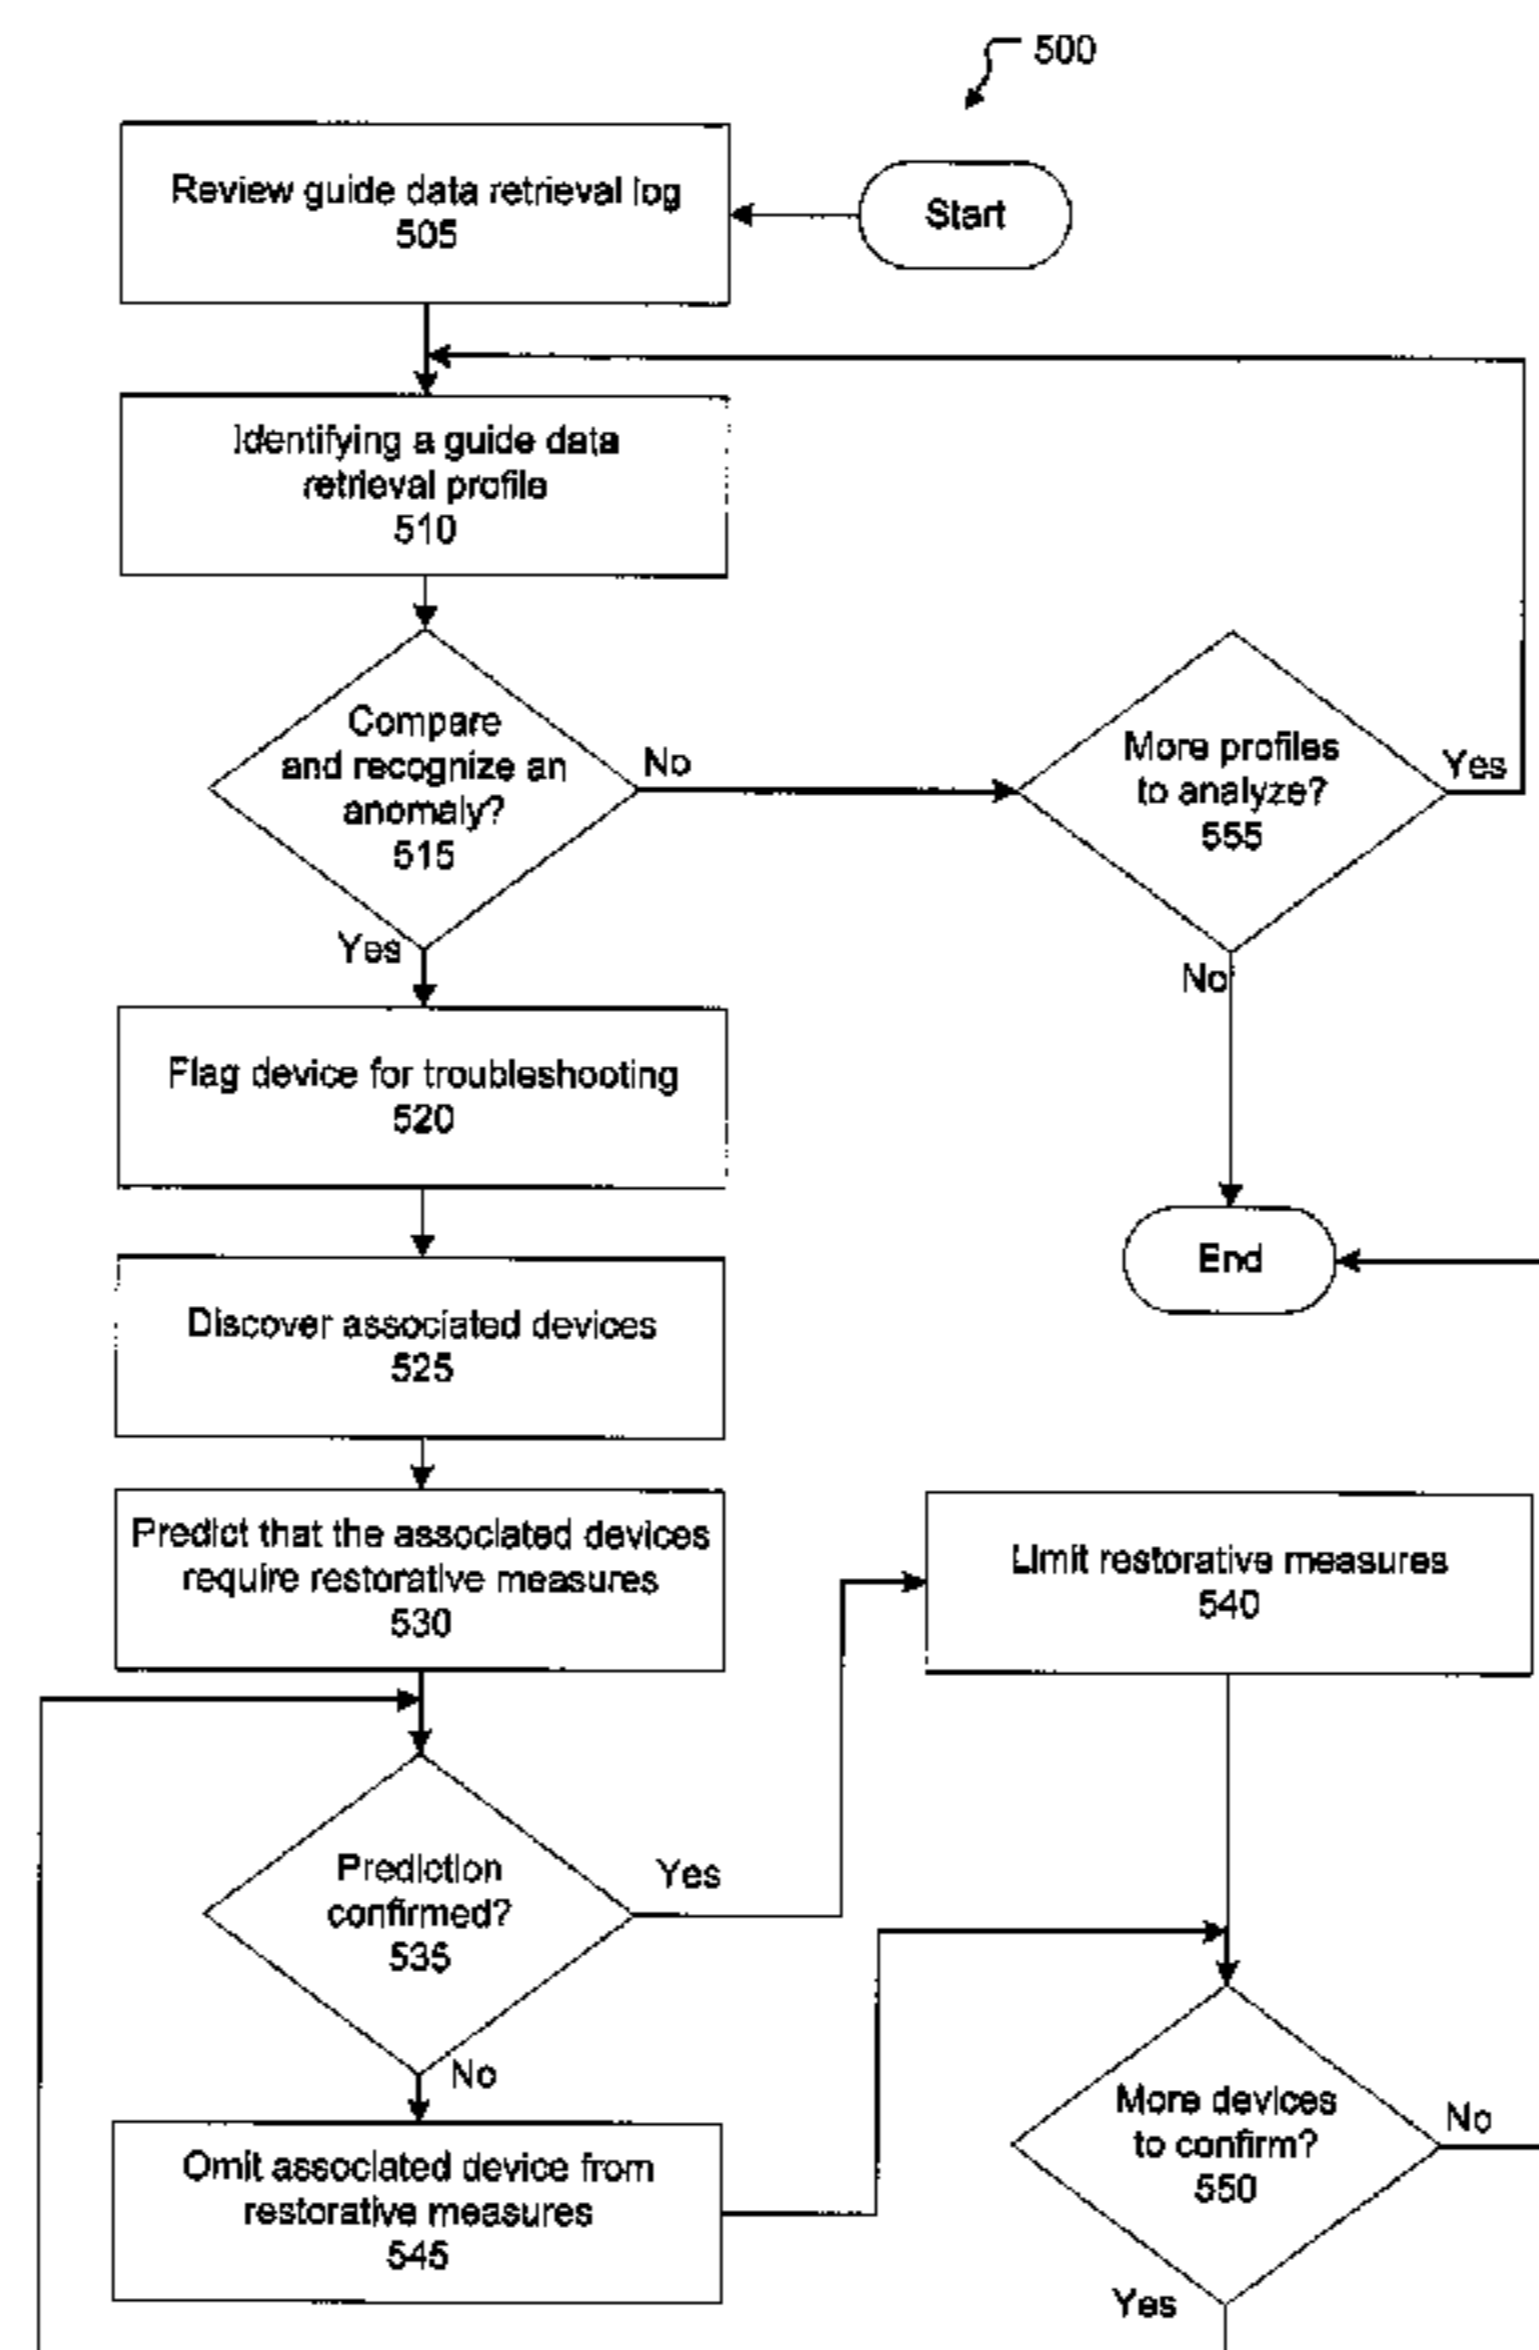 500
Start
Review guide data retrieval log
505
Identifying a guide data
retrieval profile
510
Compare
and recognize an
anomaly?
515
No
Yes
More profiles
to analyze?
555
Yes
No
Flag device for troubleshooting
520
End
Discover associated devices
525
Predict that the associated devices
require restorative measures
530
Limit restorative measures
540
Prediction
confirmed?
535
Yes
No
Omit associated device from
restorative measures
545
More devices
to confirm?
550
No
Yes